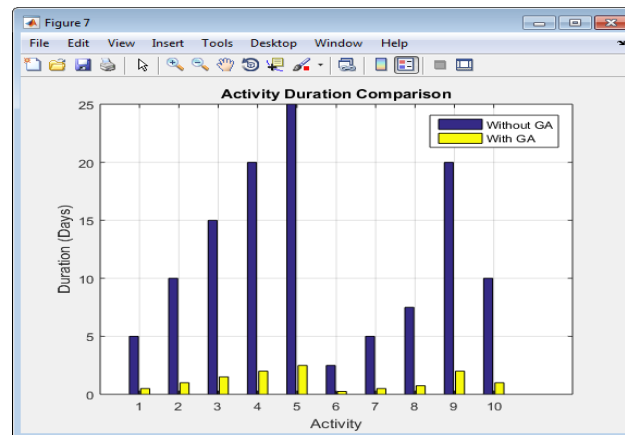 Figure 7
File Edit View Insert Tools Desktop Window Help
Activity Duration Comparison
Without GA
With GA
25
20
15
10
5
0
Duration (Days)
1 2 3 4 5 6 7 8 9 10
Activity